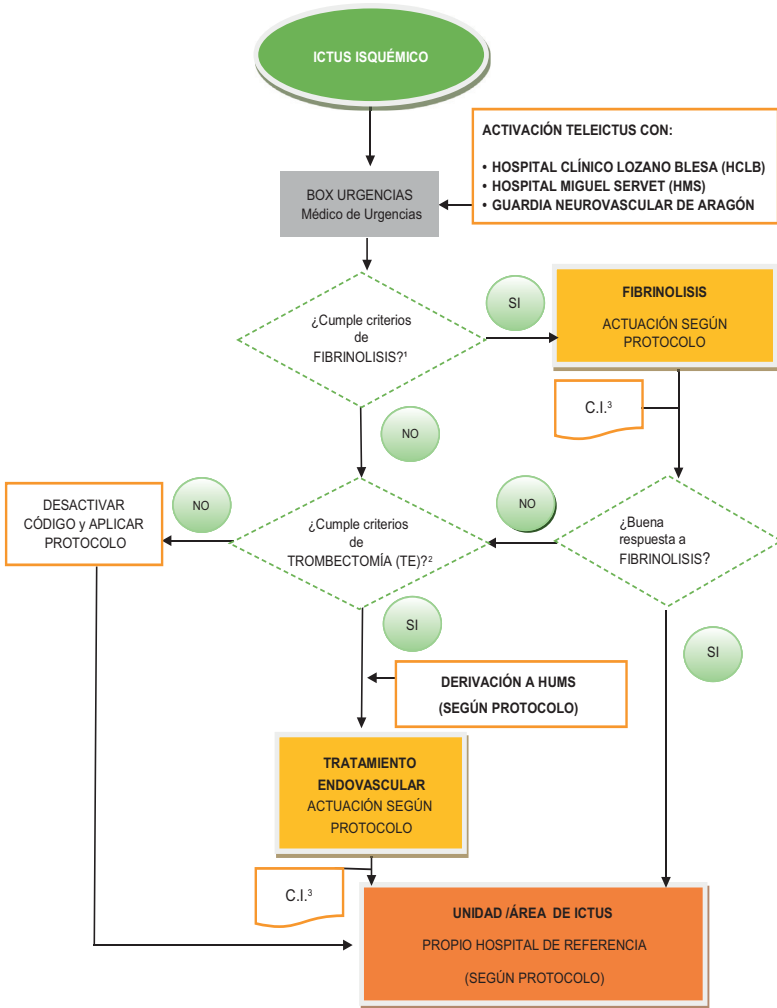 ICTUS ISQUÉMICO
ACTIVACIÓN TELEICTUS CON:
• HOSPITAL CLÍNICO LOZANO BLESA (HCLB)
• HOSPITAL MIGUEL SERVET (HMS)
• GUARDIA NEUROVASCULAR DE ARAGÓN
BOX URGENCIAS
Médico de Urgencias
¿Cumple criterios
de
FIBRINOLISIS?¹
SI
FIBRINOLISIS
ACTUACIÓN SEGÚN
PROTOCOLO
C.I.³
NO
DESACTIVAR
CÓDIGO y APLICAR
PROTOCOLO
NO
¿Cumple criterios
de
TROMBECTOMÍA (TE)?²
NO
¿Buena
respuesta a
FIBRINOLISIS?
SI
SI
DERIVACIÓN A HUMS
(SEGÚN PROTOCOLO)
TRATAMIENTO
ENDOVASCULAR
ACTUACIÓN SEGÚN
PROTOCOLO
C.I.³
UNIDAD /ÁREA DE ICTUS
PROPIO HOSPITAL DE REFERENCIA
(SEGÚN PROTOCOLO)